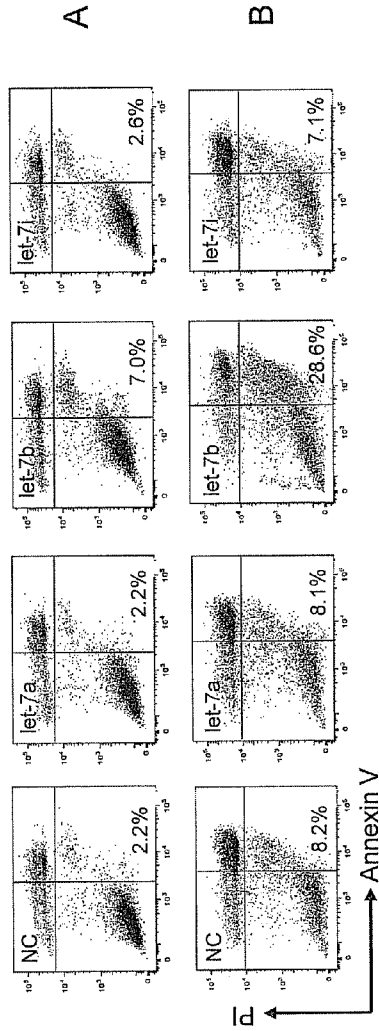 A
NC let-7a let-7b let-7i
2.2% 2.2% 7.0% 2.6%
B
NC let-7a let-7b let-7i
8.2% 8.1% 28.6% 7.1%
PI
Annexin V